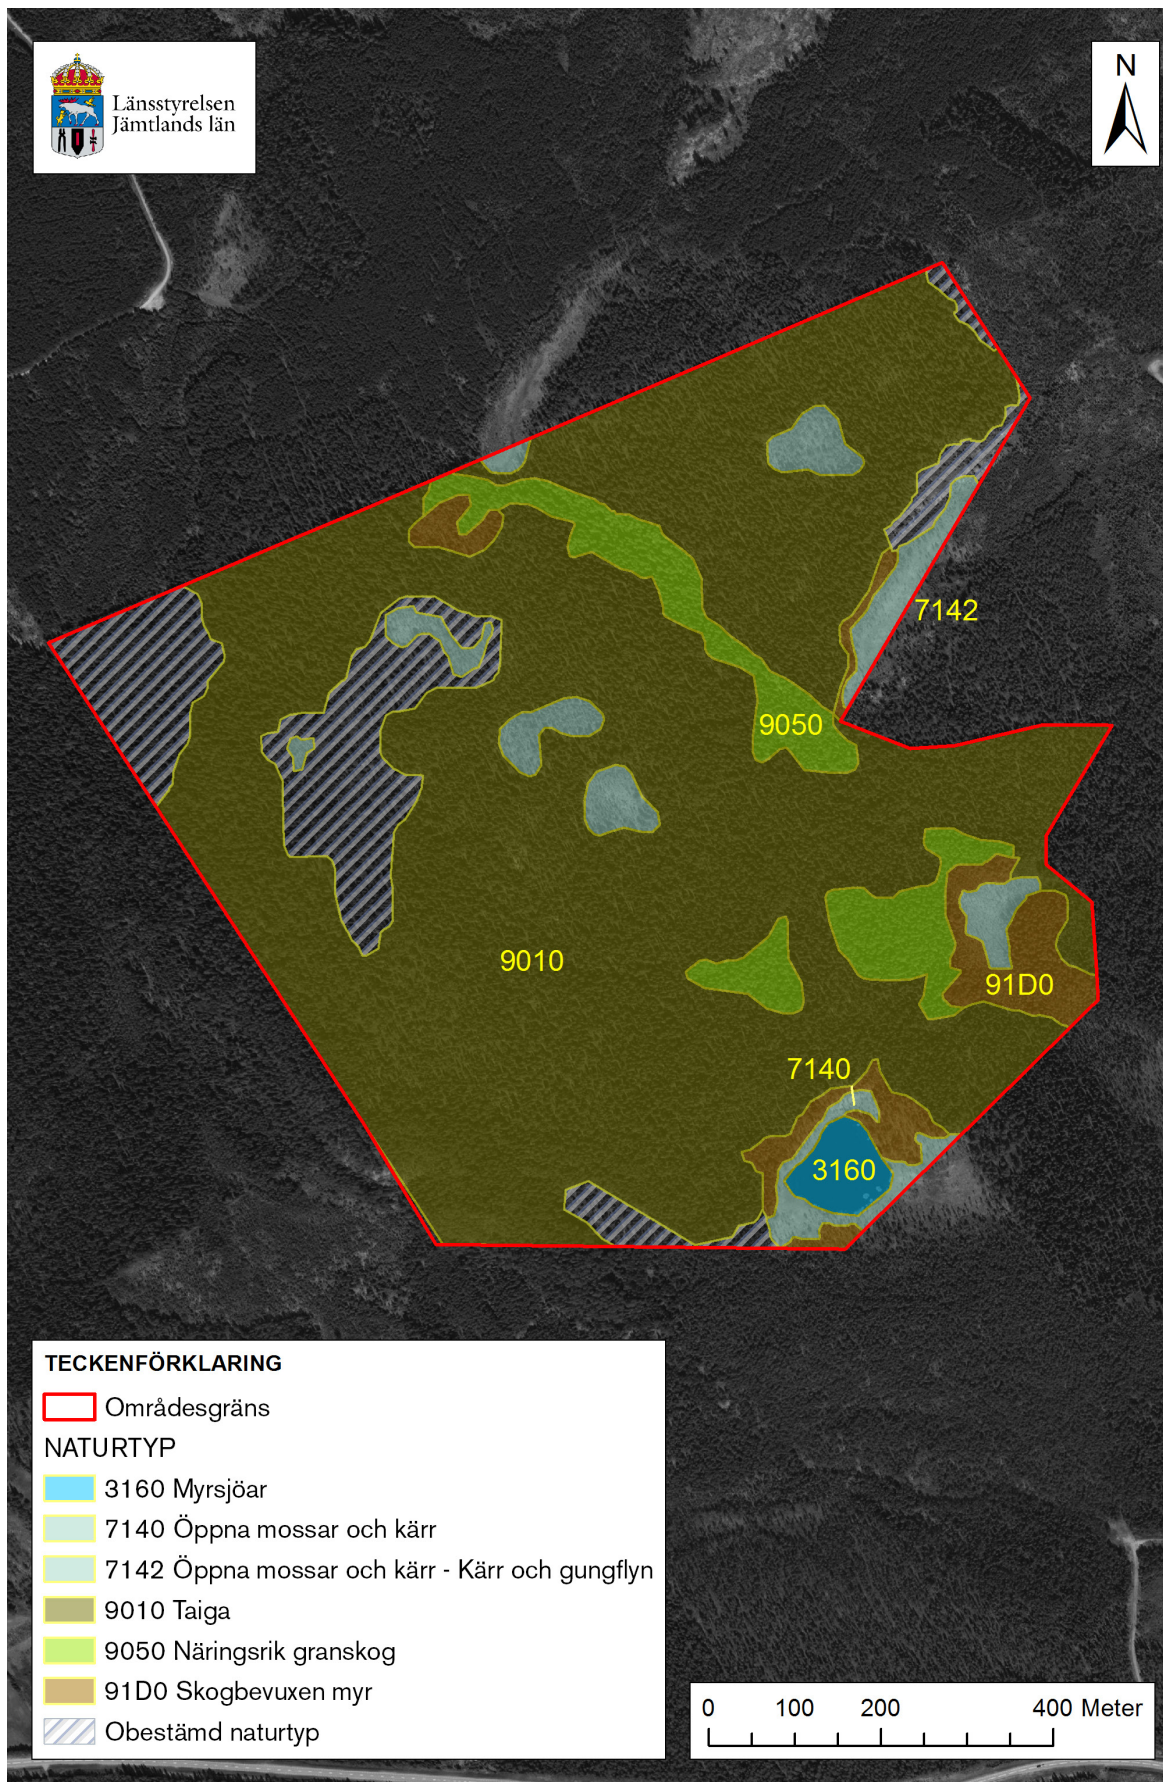 Länsstyrelsen
Jämtlands län
N
7142
9050
9010
91D0
7140
3160
TECKENFÖRKLARING
Områdesgräns
NATURTYP
3160 Myrsjöar
7140 Öppna mossar och kärr
7142 Öppna mossar och kärr - Kärr och gungflyn
9010 Taiga
9050 Näringsrik granskog
91D0 Skogbevuxen myr
Obestämd naturtyp
0 100 200 400 Meter